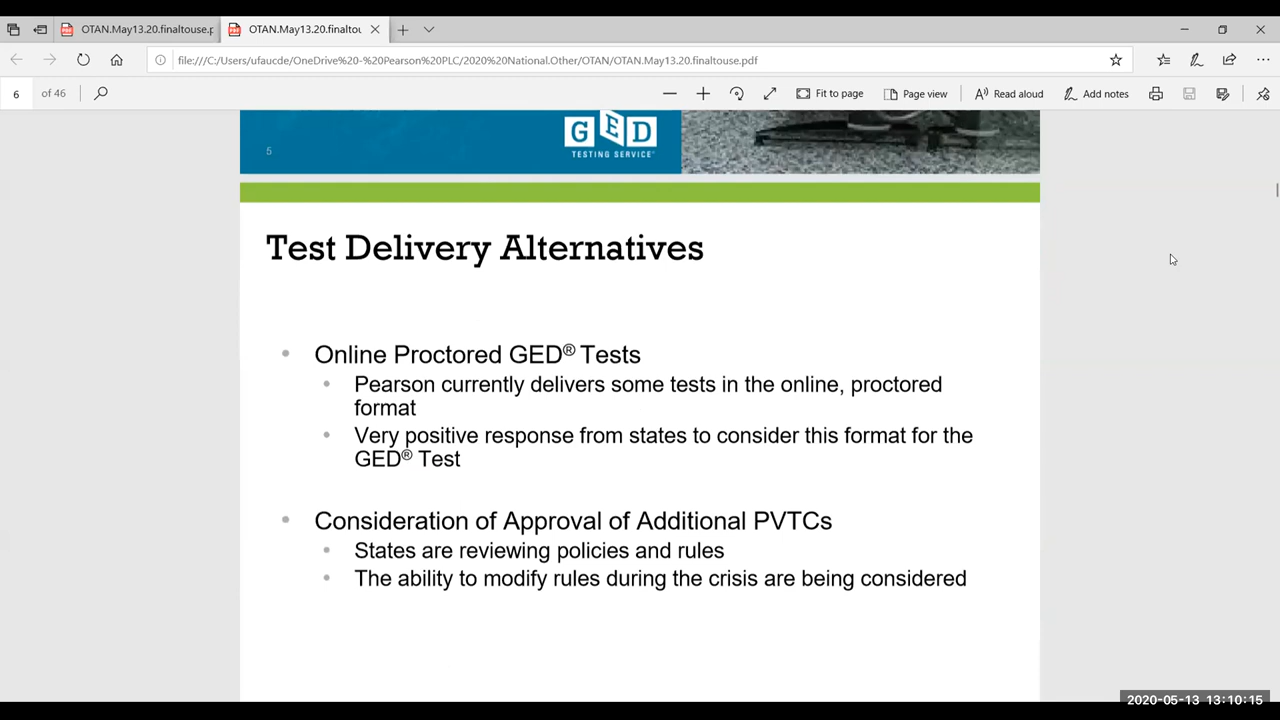 OTAN.May13.20.finaltouse.p
OTAN.May13.20.finaltou
file:///C:/Users/ufaucde/OneDrive%20-%20Pearson%20PLC/2020%20National.Other/OTAN/OTAN.May13.20.finaltouse.pdf
6 of 46
Fit to page
Page view
Read aloud
Add notes
5
GED
TESTING SERVICE
Test Delivery Alternatives
• Online Proctored GED® Tests
• Pearson currently delivers some tests in the online, proctored
format
• Very positive response from states to consider this format for the
GED® Test
• Consideration of Approval of Additional PVTCs
• States are reviewing policies and rules
• The ability to modify rules during the crisis are being considered
2020-05-13 13:10:15